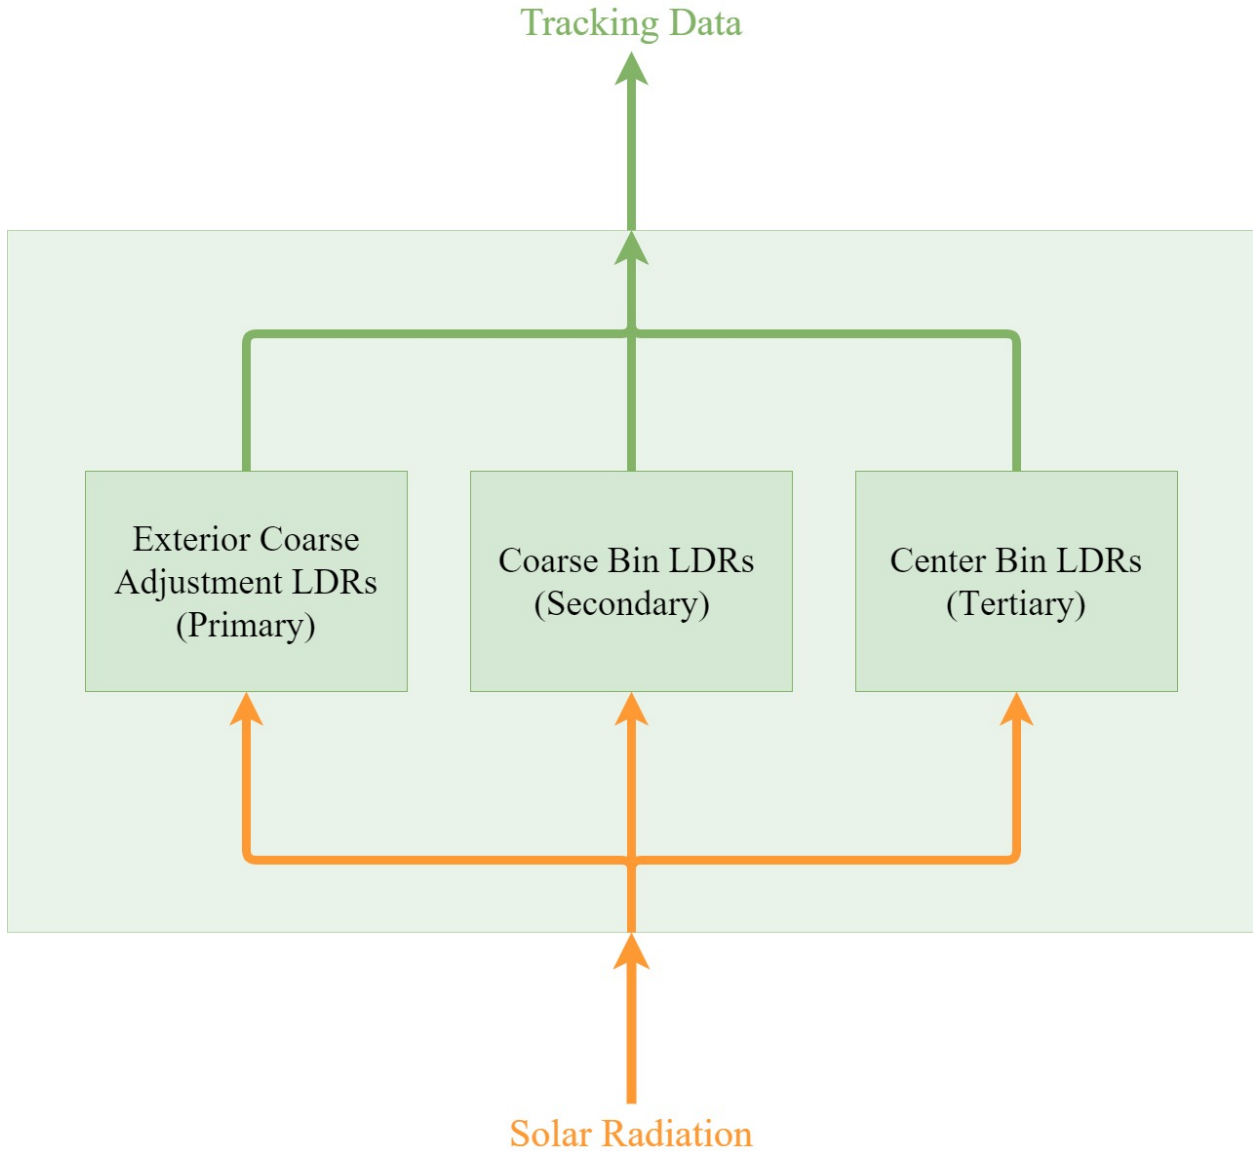 Tracking Data
Exterior Coarse
Adjustment LDRs
(Primary)
Coarse Bin LDRs
(Secondary)
Center Bin LDRs
(Tertiary)
Solar Radiation